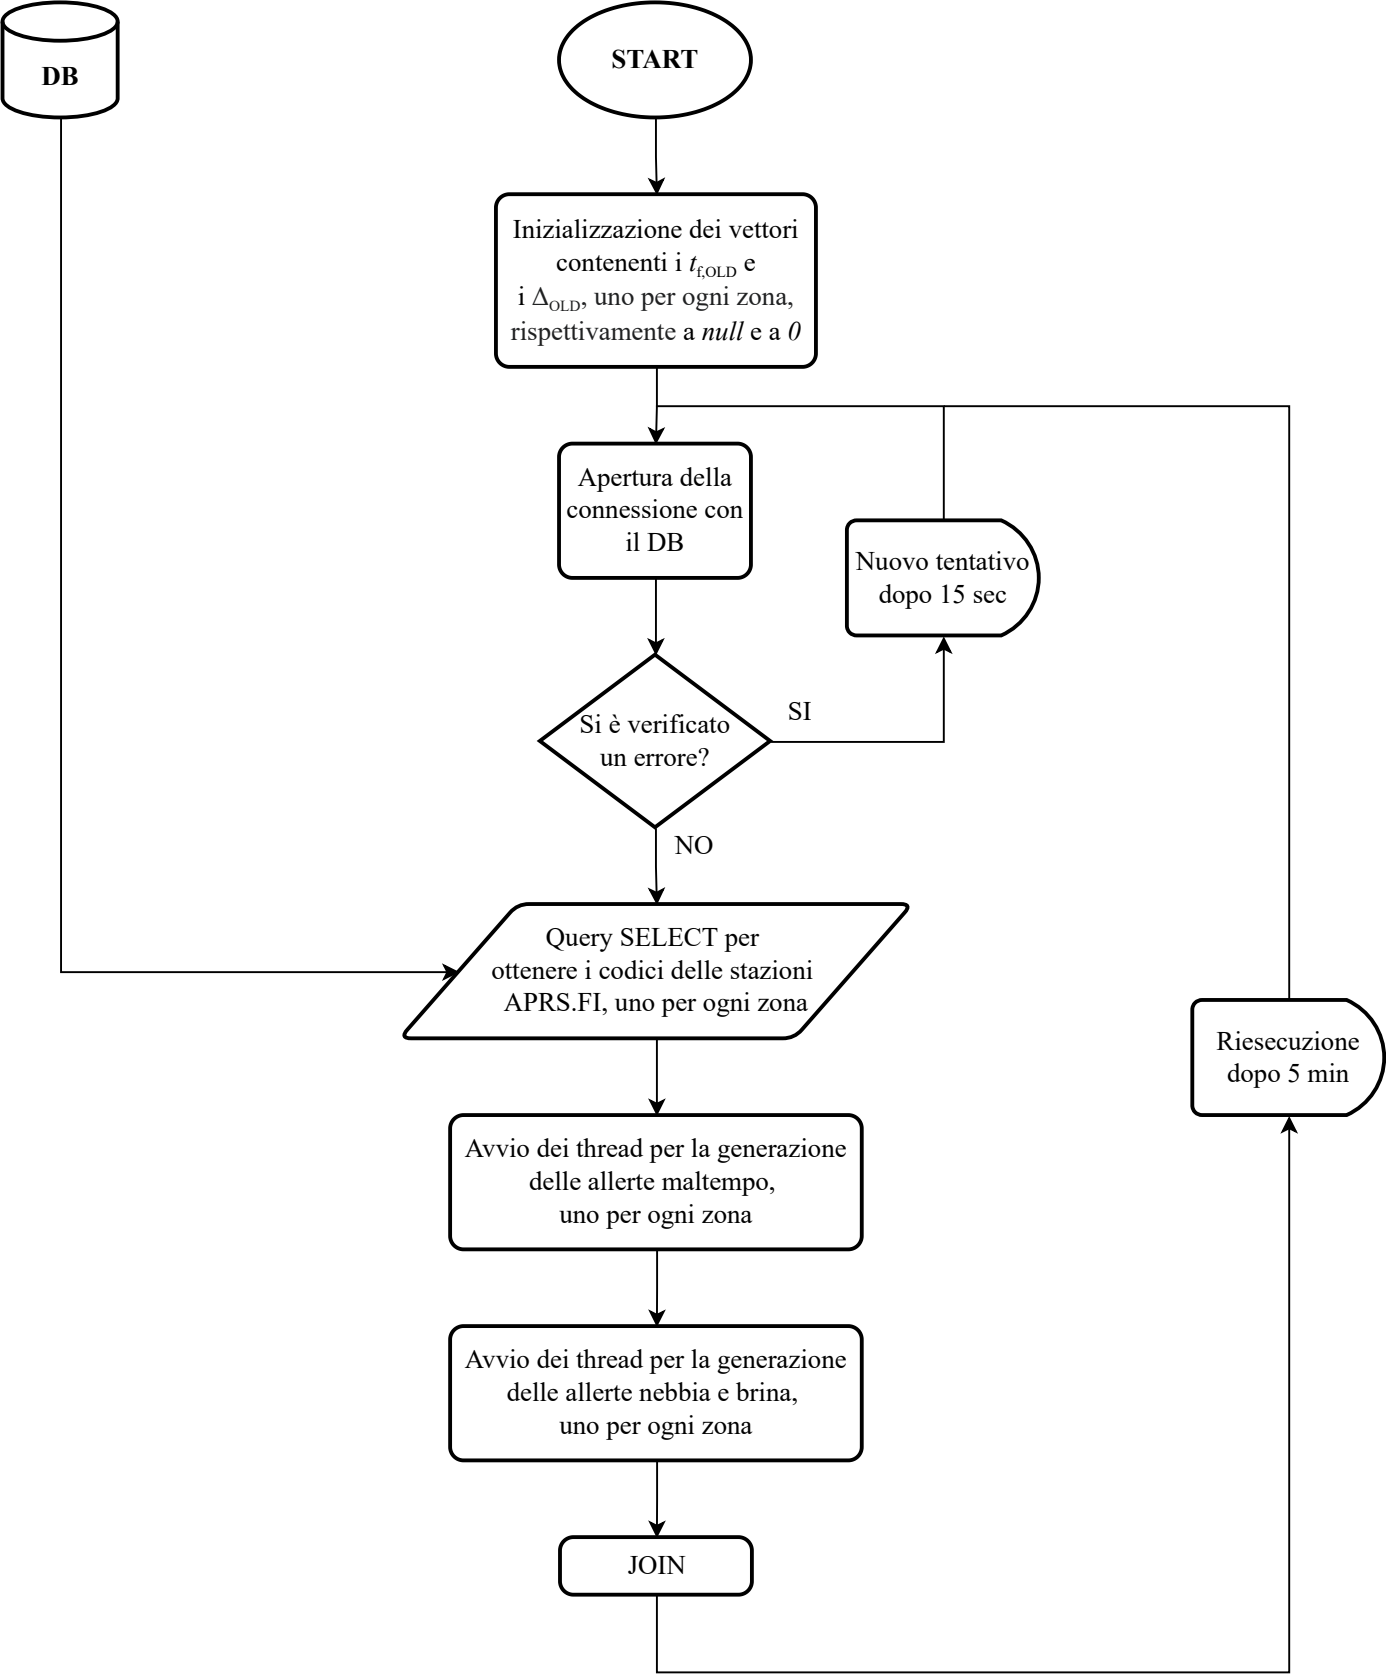 DB
START
Inizializzazione dei vettori
contenenti i t f,OLD e
i Δ OLD, uno per ogni zona,
rispettivamente a null e a 0
Apertura della
connessione con
il DB
Nuovo tentativo
dopo 15 sec
Si è verificato
un errore?
SI
NO
Query SELECT per
ottenere i codici delle stazioni
APRS.FI, uno per ogni zona
Riesecuzione
dopo 5 min
Avvio dei thread per la generazione
delle allerte maltempo,
uno per ogni zona
Avvio dei thread per la generazione
delle allerte nebbia e brina,
uno per ogni zona
JOIN